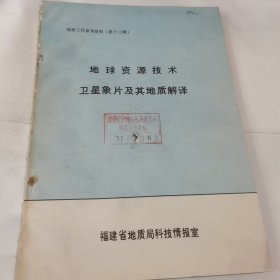 地质工作参考资料（第十三辑）
地球资源技术
卫星象片及其地质解译
福建省地质局科技情报室